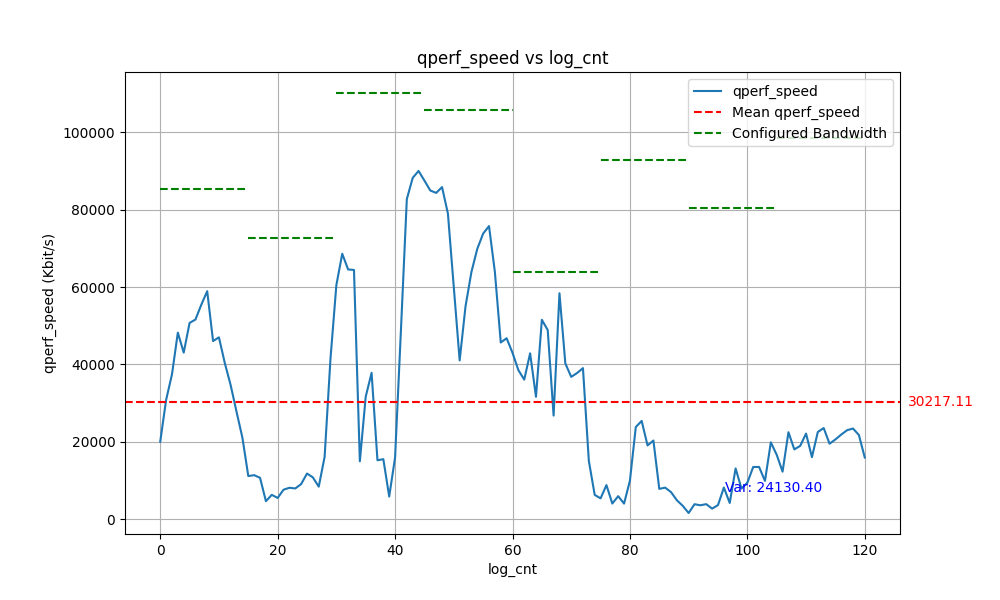 qperf_speed vs log_cnt
qperf_speed
Mean qperf_speed
Configured Bandwidth
qperf_speed (Kbit/s)
100000
80000
60000
40000
20000
0
30217.11
Var: 24130.40
0 20 40 60 80 100 120
log_cnt